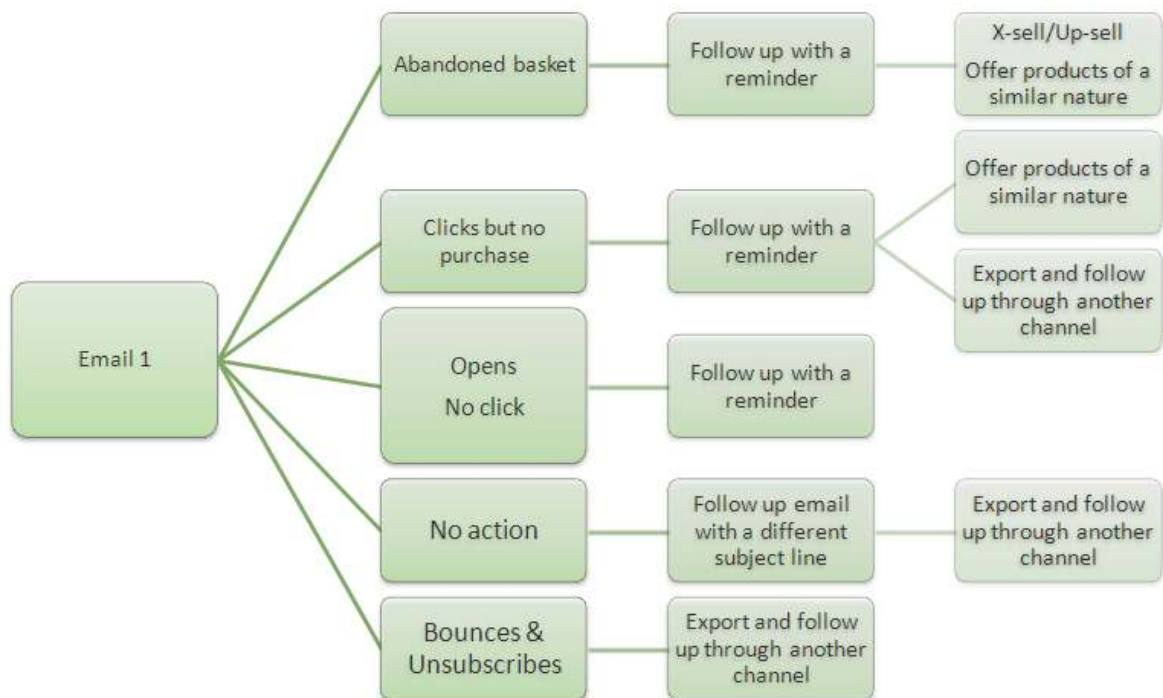 Email 1
Abandoned basket
Follow up with a
reminder
X-sell/Up-sell
Offer products of a
similar nature
Clicks but no
purchase
Follow up with a
reminder
Offer products of a
similar nature
Export and follow
up through another
channel
Opens
No click
Follow up with a
reminder
No action
Follow up email
with a different
subject line
Export and follow
up through another
channel
Bounces &
Unsubscribes
Export and follow
up through another
channel